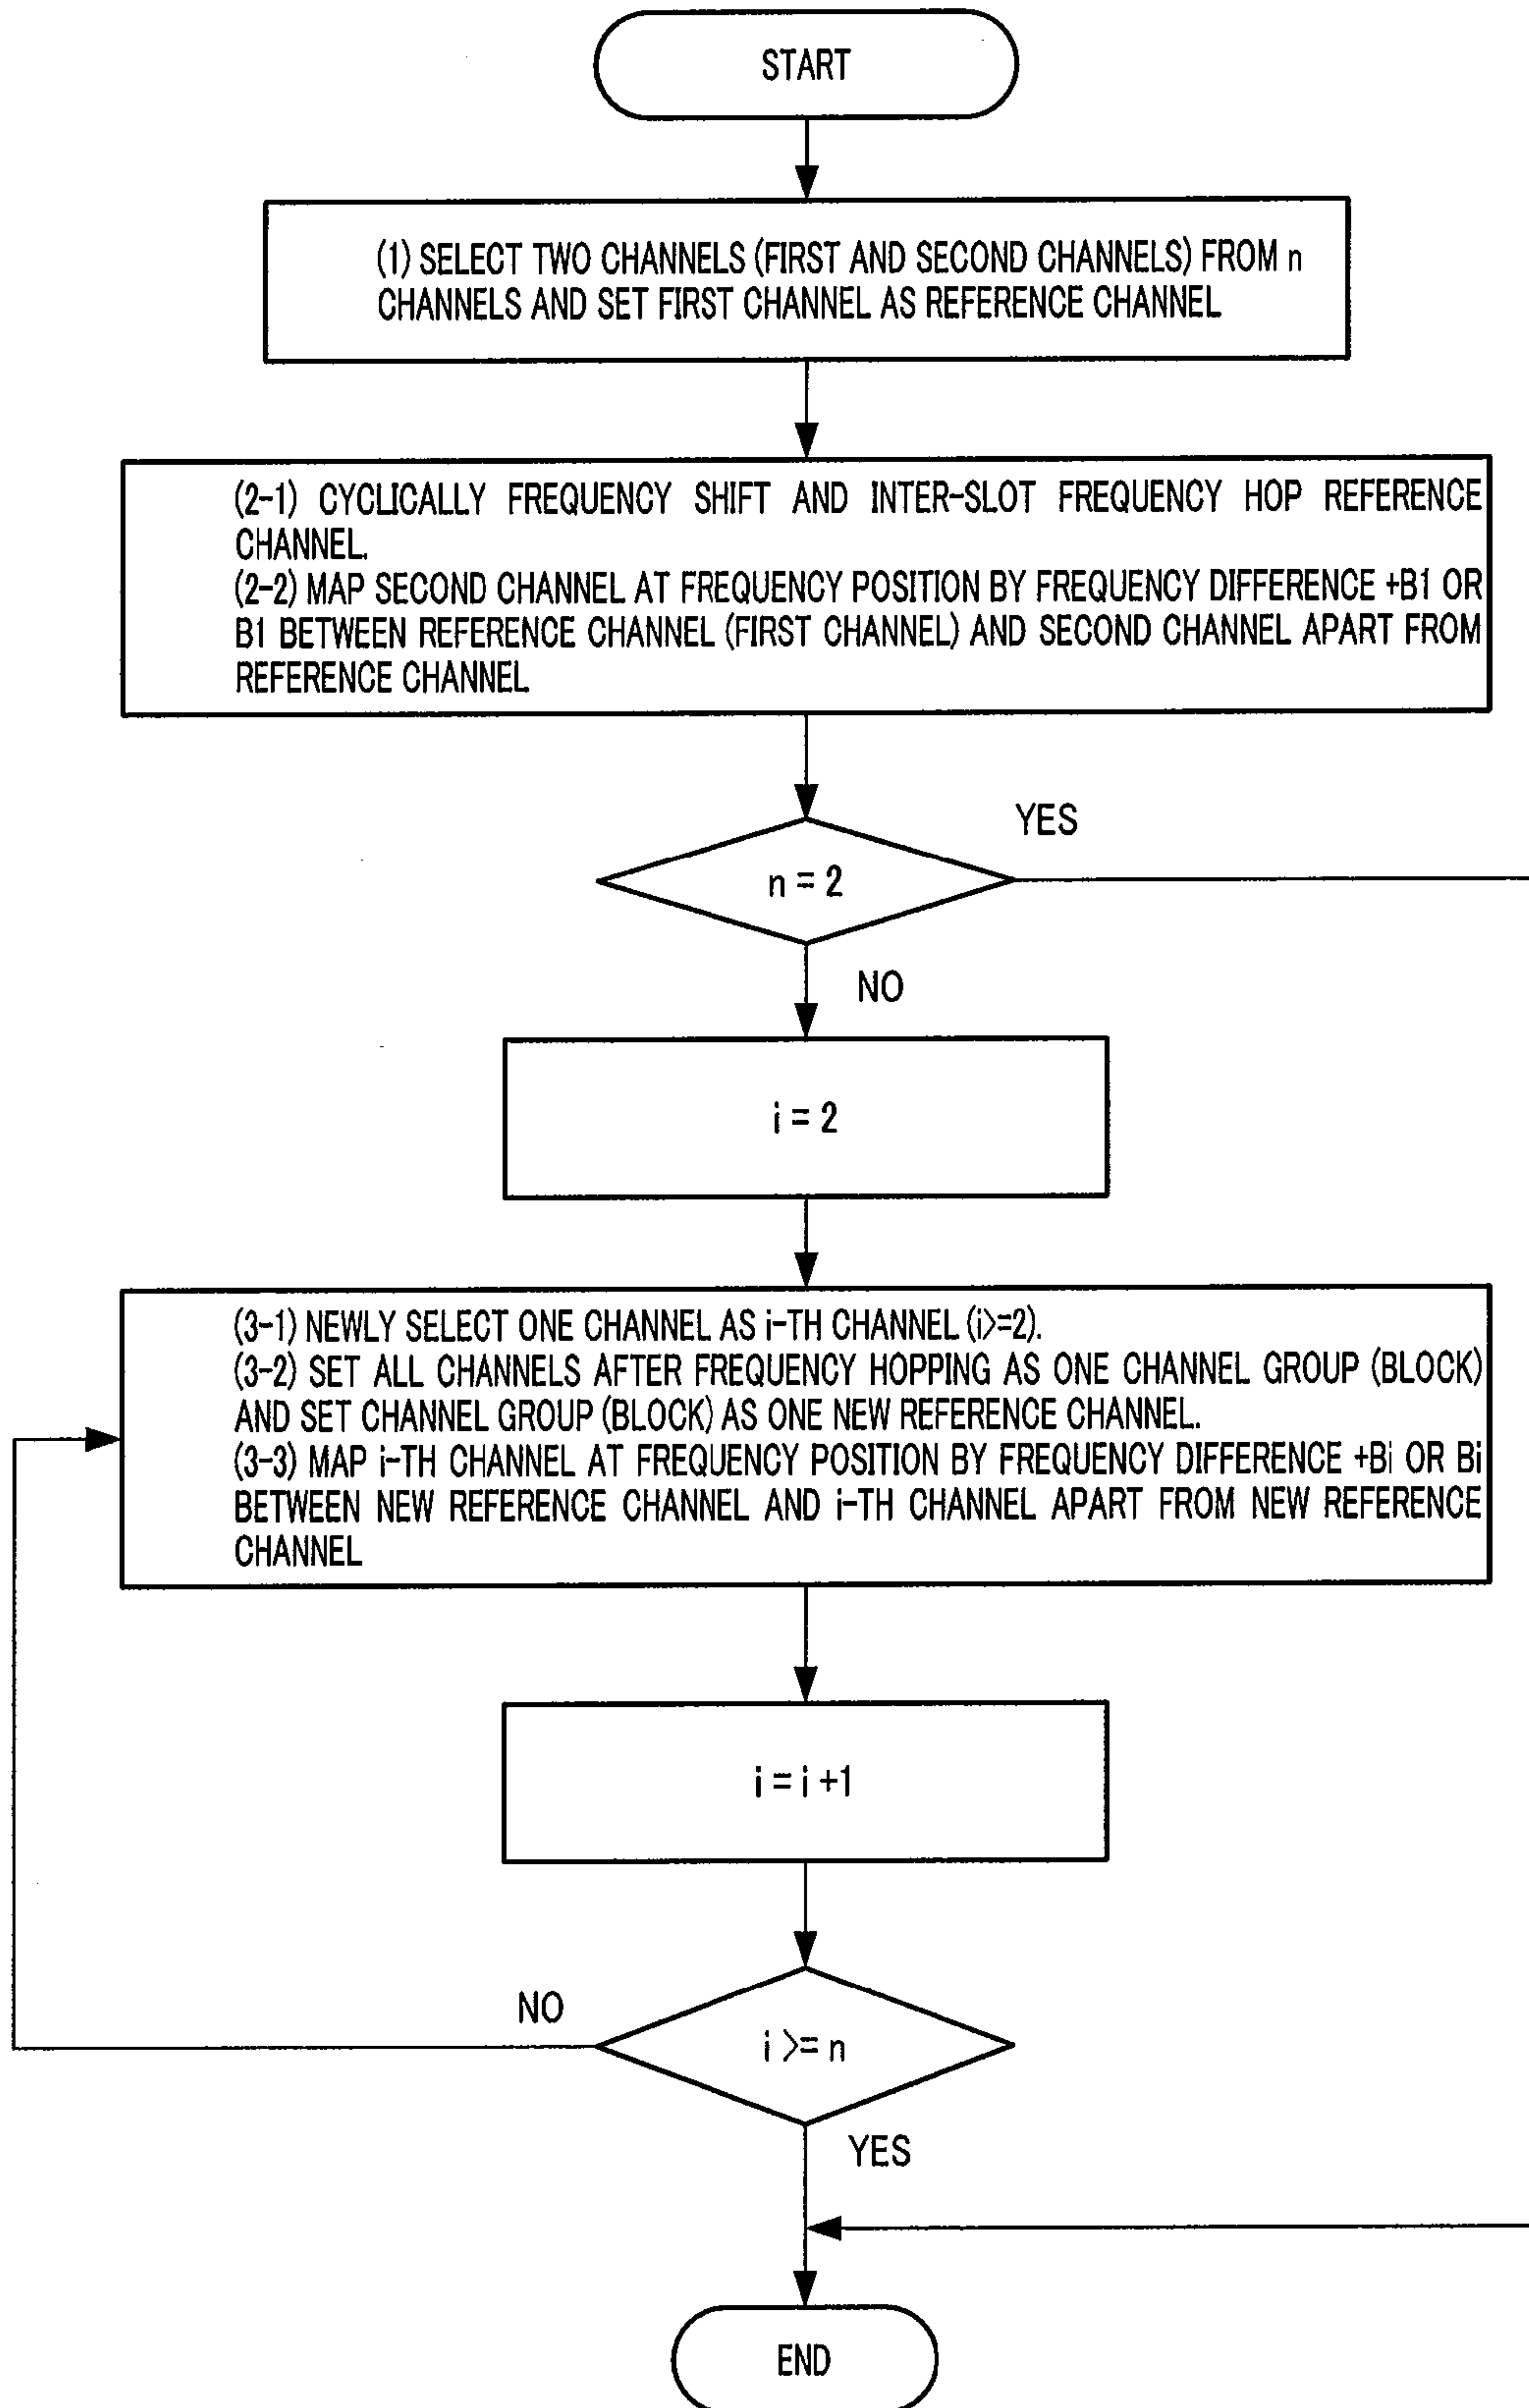 START
(1) SELECT TWO CHANNELS (FIRST AND SECOND CHANNELS) FROM n
CHANNELS AND SET FIRST CHANNEL AS REFERENCE CHANNEL
(2-1) CYCLICALLY FREQUENCY SHIFT AND INTER-SLOT FREQUENCY HOP REFERENCE
CHANNEL.
(2-2) MAP SECOND CHANNEL AT FREQUENCY POSITION BY FREQUENCY DIFFERENCE +B1 OR
B1 BETWEEN REFERENCE CHANNEL (FIRST CHANNEL) AND SECOND CHANNEL APART FROM
REFERENCE CHANNEL
YES
n = 2
NO
i = 2
(3-1) NEWLY SELECT ONE CHANNEL AS i-TH CHANNEL (i>=2).
(3-2) SET ALL CHANNELS AFTER FREQUENCY HOPPING AS ONE CHANNEL GROUP (BLOCK)
AND SET CHANNEL GROUP (BLOCK) AS ONE NEW REFERENCE CHANNEL.
(3-3) MAP i-TH CHANNEL AT FREQUENCY POSITION BY FREQUENCY DIFFERENCE +Bi OR Bi
BETWEEN NEW REFERENCE CHANNEL AND i-TH CHANNEL APART FROM NEW REFERENCE
CHANNEL
i = i +1
NO
i >= n
YES
END